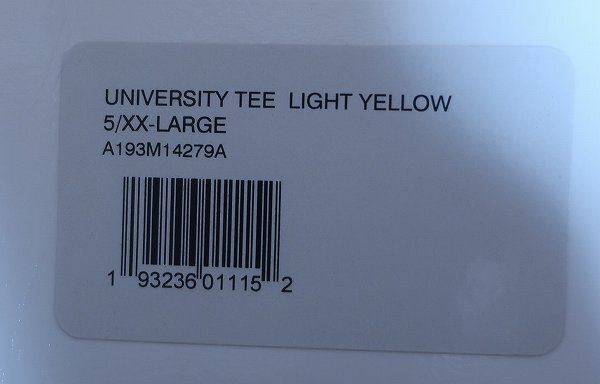 UNIVERSITY TEE LIGHT YELLOW
5/XX-LARGE
A193M14279A
1 93236 01115 2